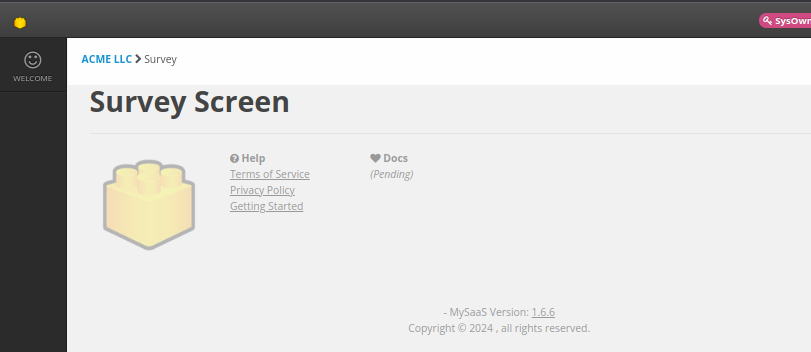 SysOwn
WELCOME
ACME LLC > Survey
Survey Screen
Help
Terms of Service
Privacy Policy
Getting Started
Docs
(Pending)
- MySaaS Version: 1.6.6
Copyright © 2024 , all rights reserved.